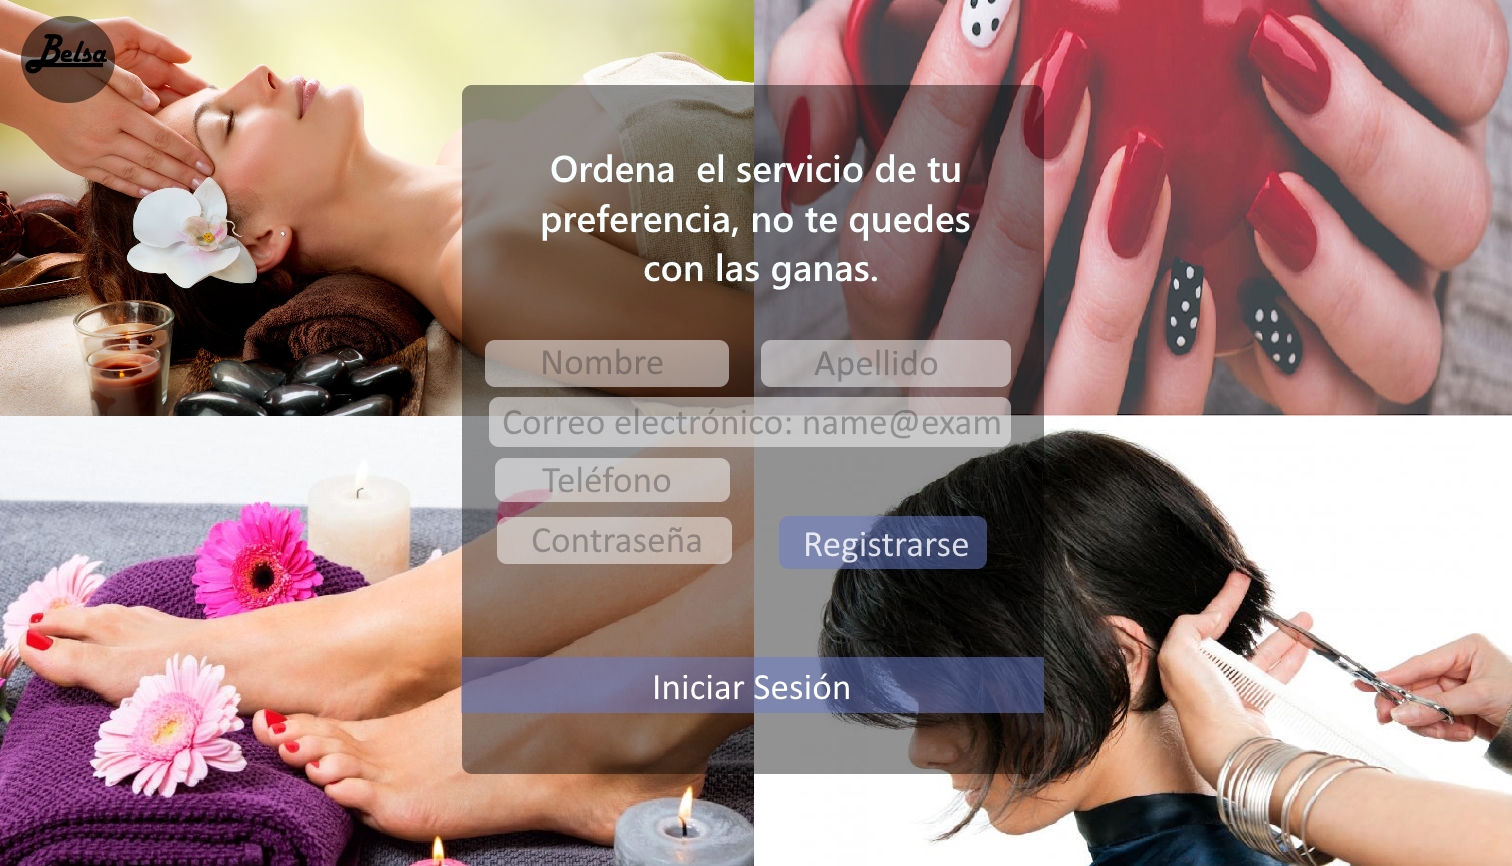 Belsa
Ordena el servicio de tu
preferencia, no te quedes
con las ganas.
Nombre
Apellido
Correo electrónico: name@exam
Teléfono
Contraseña
Registrarse
Iniciar Sesión